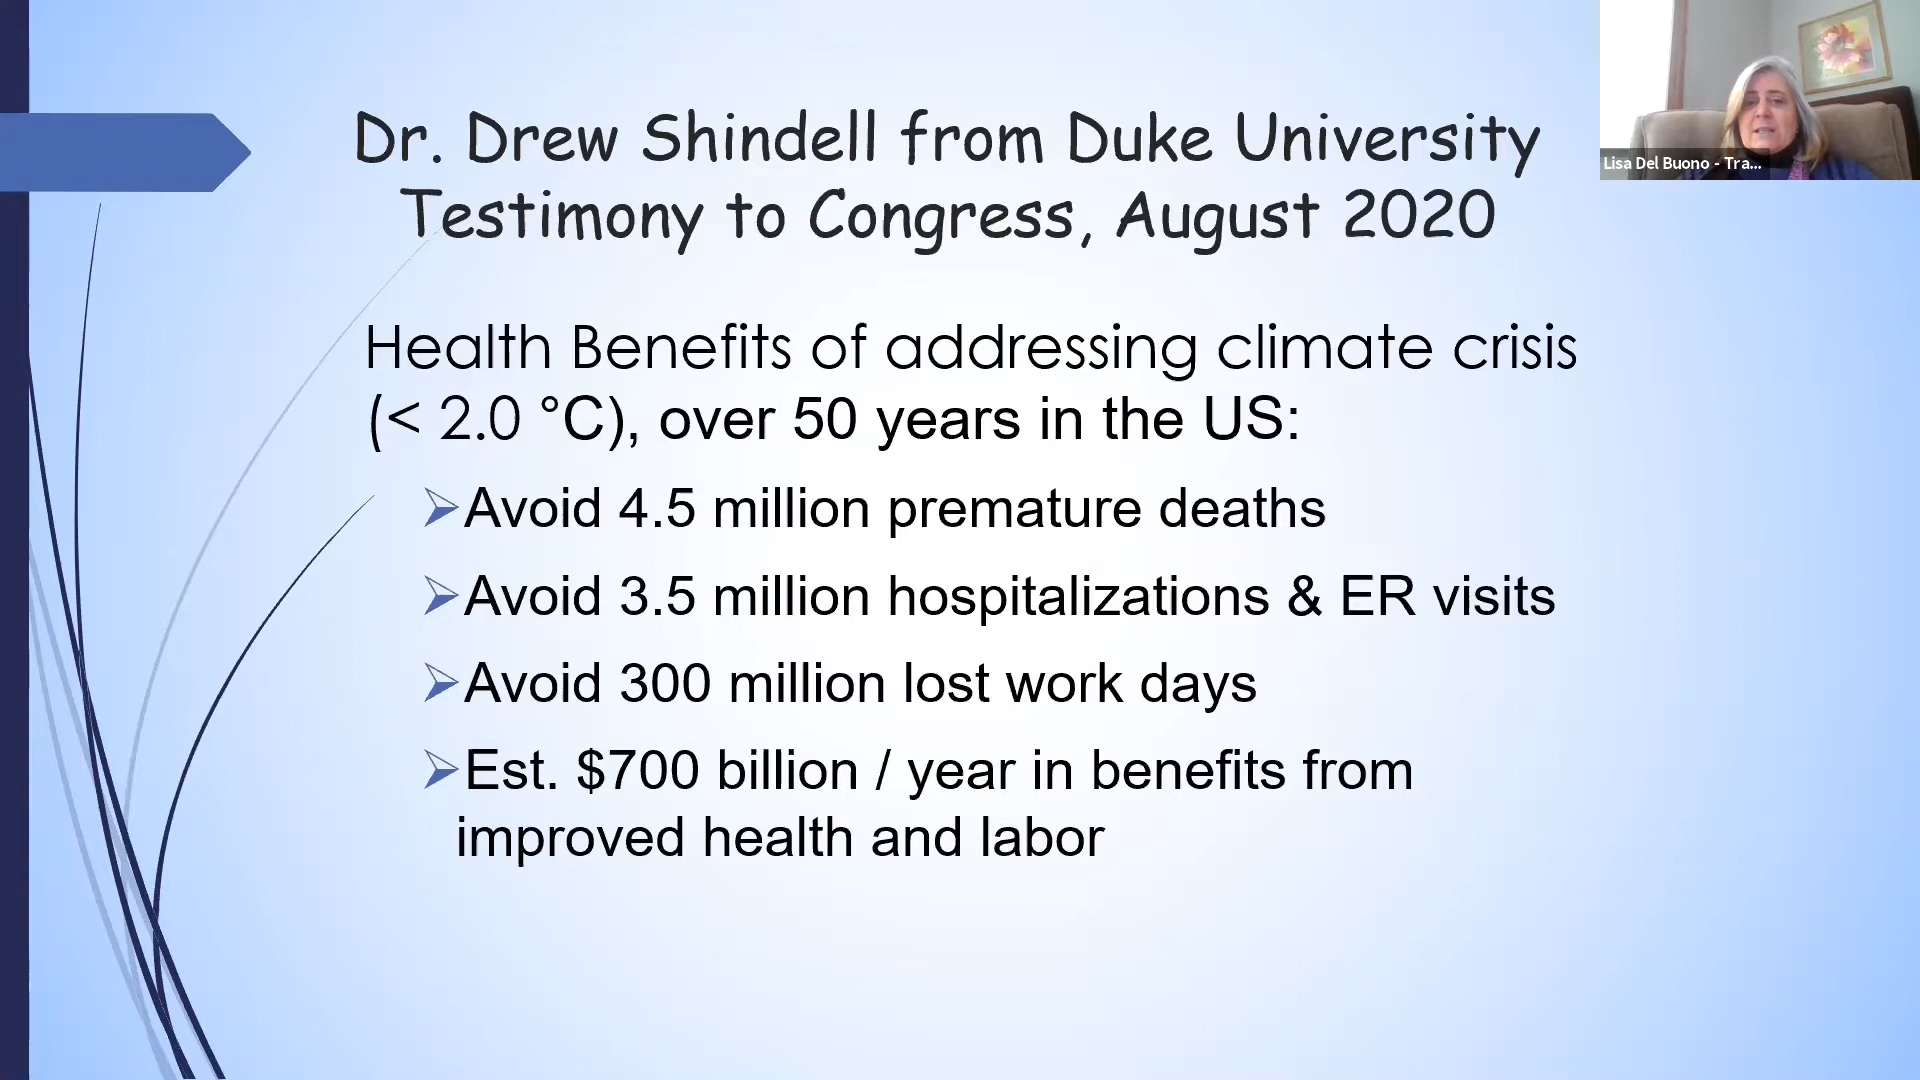 Dr. Drew Shindell from Duke University
Testimony to Congress, August 2020
Lisa Del Buono - Tra...
Health Benefits of addressing climate crisis
(< 2.0 °C), over 50 years in the US:
➢Avoid 4.5 million premature deaths
➢Avoid 3.5 million hospitalizations & ER visits
➢Avoid 300 million lost work days
➢Est. $700 billion / year in benefits from
improved health and labor